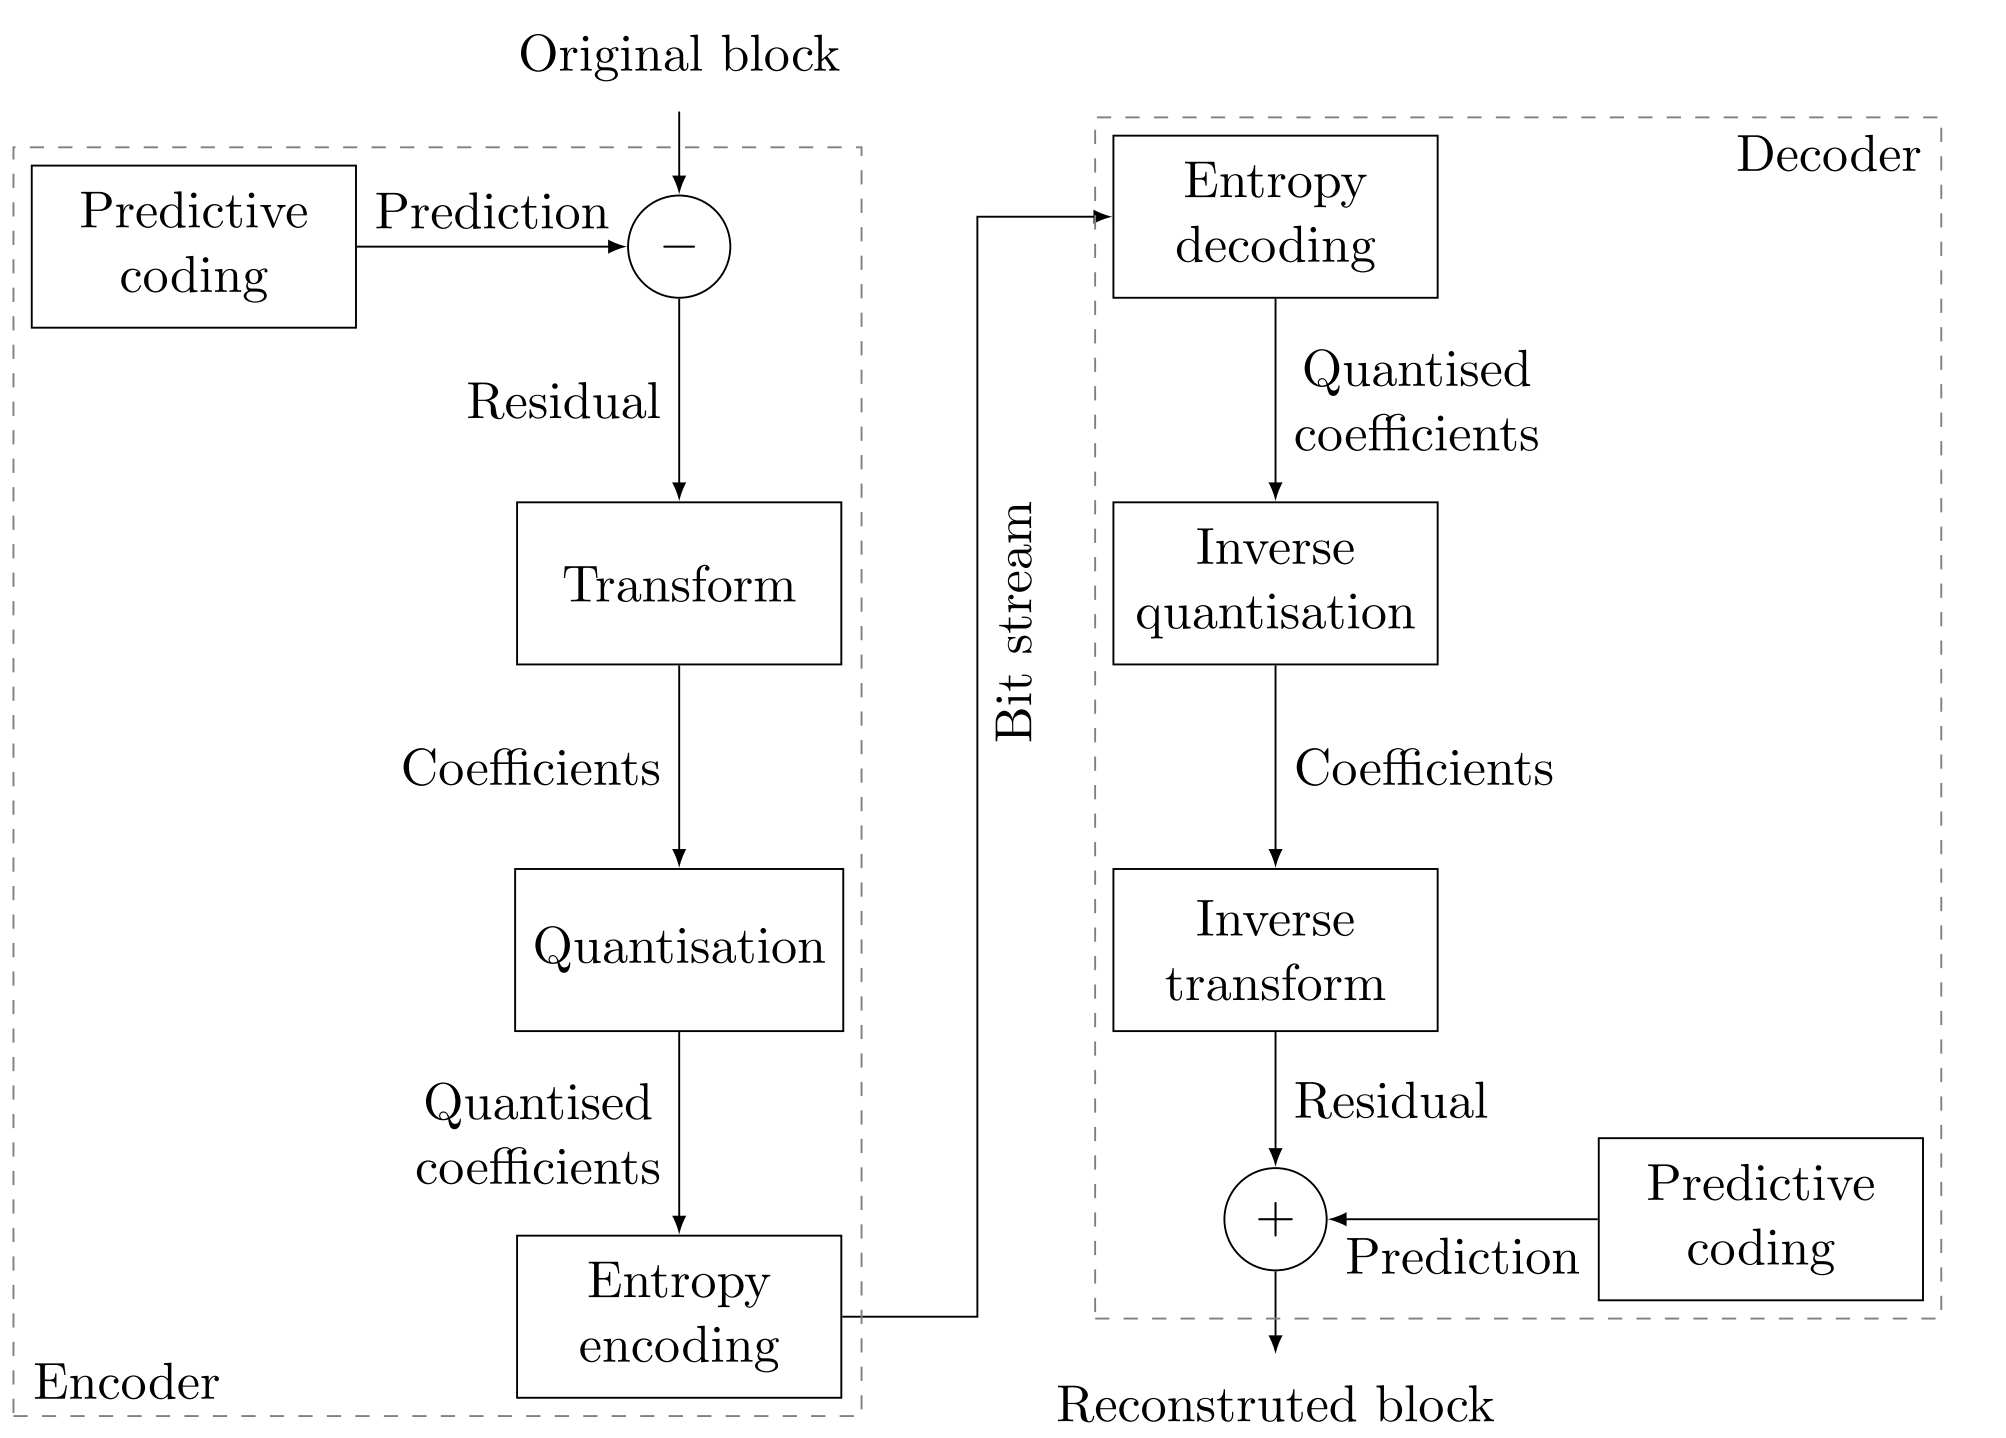 Original block
Predictive
coding
Prediction
−
Residual
Transform
Coefficients
Quantisation
Quantised
coefficients
Entropy
encoding
Encoder
Bit stream
Decoder
Entropy
decoding
Quantised
coefficients
Inverse
quantisation
Coefficients
Inverse
transform
Residual
+
Prediction
Predictive
coding
Reconstruted block